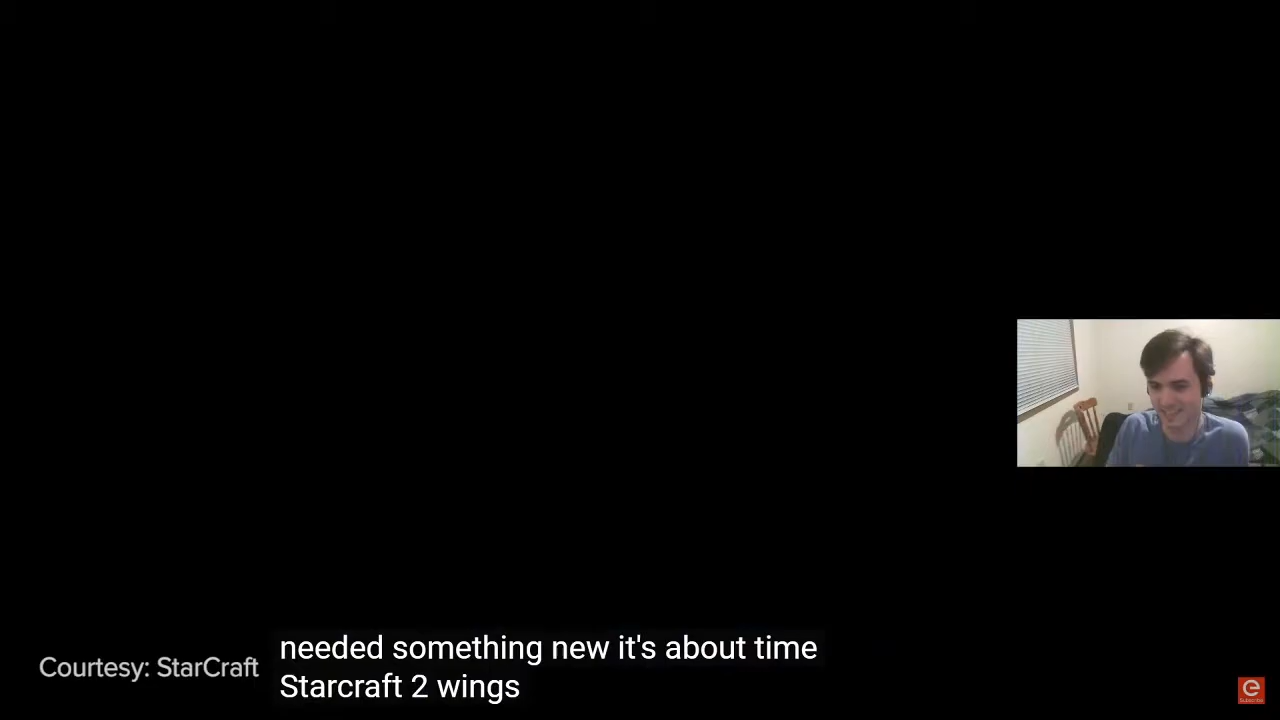 needed something new it's about time
Courtesy: StarCraft
Starcraft 2 wings